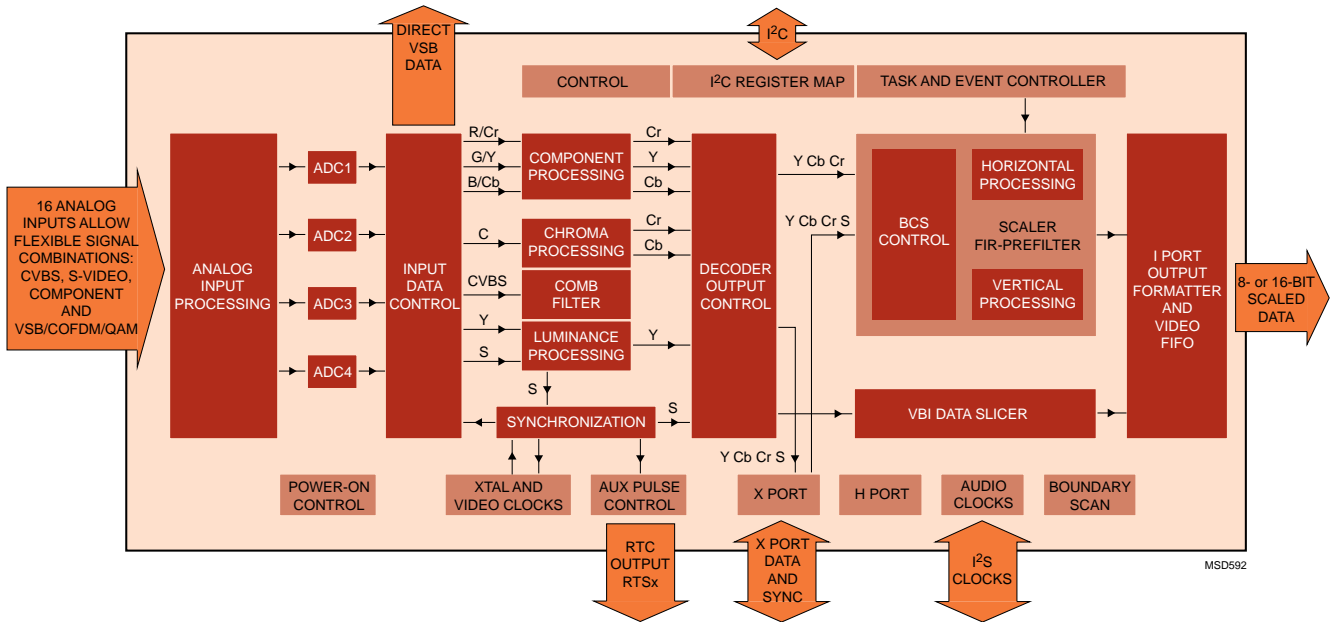 DIRECT
VSB
DATA
I²C
CONTROL
I²C REGISTER MAP
TASK AND EVENT CONTROLLER
16 ANALOG
INPUTS ALLOW
FLEXIBLE SIGNAL
COMBINATIONS:
CVBS, S-VIDEO,
COMPONENT
AND
VSB/COFDM/QAM
ANALOG
INPUT
PROCESSING
ADC1
ADC2
ADC3
ADC4
INPUT
DATA
CONTROL
R/Cr
G/Y
B/Cb
C
CVBS
Y
S
COMPONENT
PROCESSING
CHROMA
PROCESSING
COMB
FILTER
LUMINANCE
PROCESSING
S
SYNCHRONIZATION
Cr
Y
Cb
Cr
Cb
Y
S
DECODER
OUTPUT
CONTROL
Y Cb Cr
Y Cb Cr S
Y Cb Cr S
BCS
CONTROL
HORIZONTAL
PROCESSING
SCALER
FIR-PREFILTER
VERTICAL
PROCESSING
VBI DATA SLICER
I PORT
OUTPUT
FORMATTER
AND
VIDEO
FIFO
8- or 16-BIT
SCALED
DATA
POWER-ON
CONTROL
XTAL AND
VIDEO CLOCKS
AUX PULSE
CONTROL
X PORT
H PORT
AUDIO
CLOCKS
BOUNDARY
SCAN
RTC
OUTPUT
RTSx
X PORT
DATA
AND
SYNC
I²S
CLOCKS
MSD592